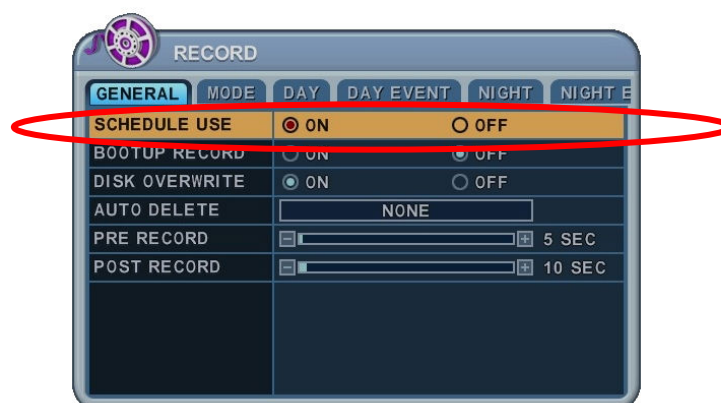 RECORD
GENERAL MODE DAY DAY EVENT NIGHT NIGHT E
SCHEDULE USE ON OFF
BOOTUP RECORD ON OFF
DISK OVERWRITE ON OFF
AUTO DELETE NONE
PRE RECORD 5 SEC
POST RECORD 10 SEC